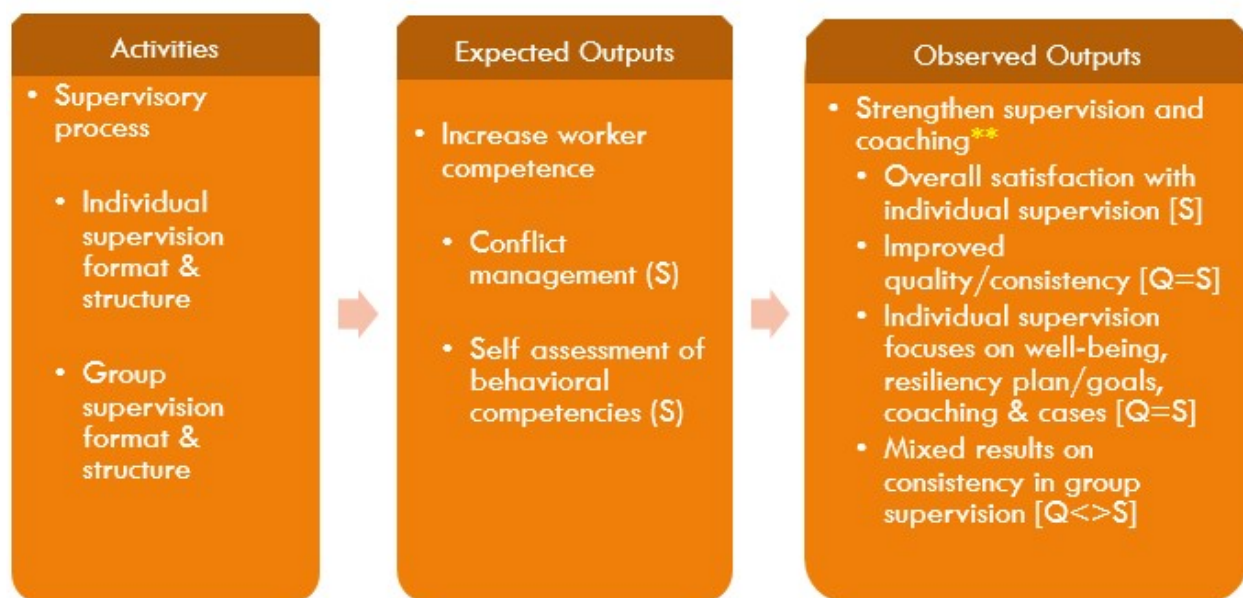 Activities
• Supervisory
process
• Individual
supervision
format &
structure
• Group
supervision
format &
structure
Expected Outputs
• Increase worker
competence
• Conflict
management (S)
• Self assessment of
behavioral
competencies (S)
Observed Outputs
• Strengthen supervision and
coaching**
• Overall satisfaction with
individual supervision [S]
• Improved
quality/consistency [Q=S]
• Individual supervision
focuses on well-being,
resiliency plan/goals,
coaching & cases [Q=S]
• Mixed results on
consistency in group
supervision [Q<>S]